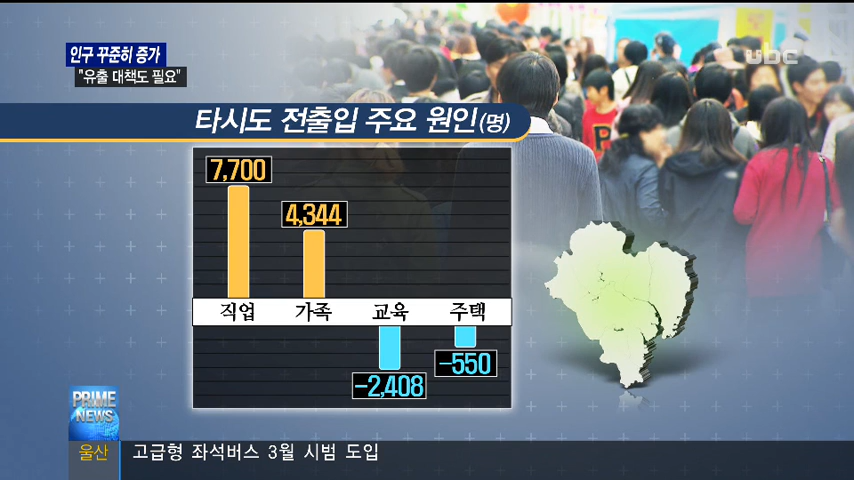 인구 꾸준히 증가
"유출 대책도 필요"
ubc
타시도 전출입 주요 원인(명)
7,700
4,344
직업 가족 교육 주택
-2,408
-550
PRIME
NEWS
울산 고급형 좌석버스 3월 시범 도입